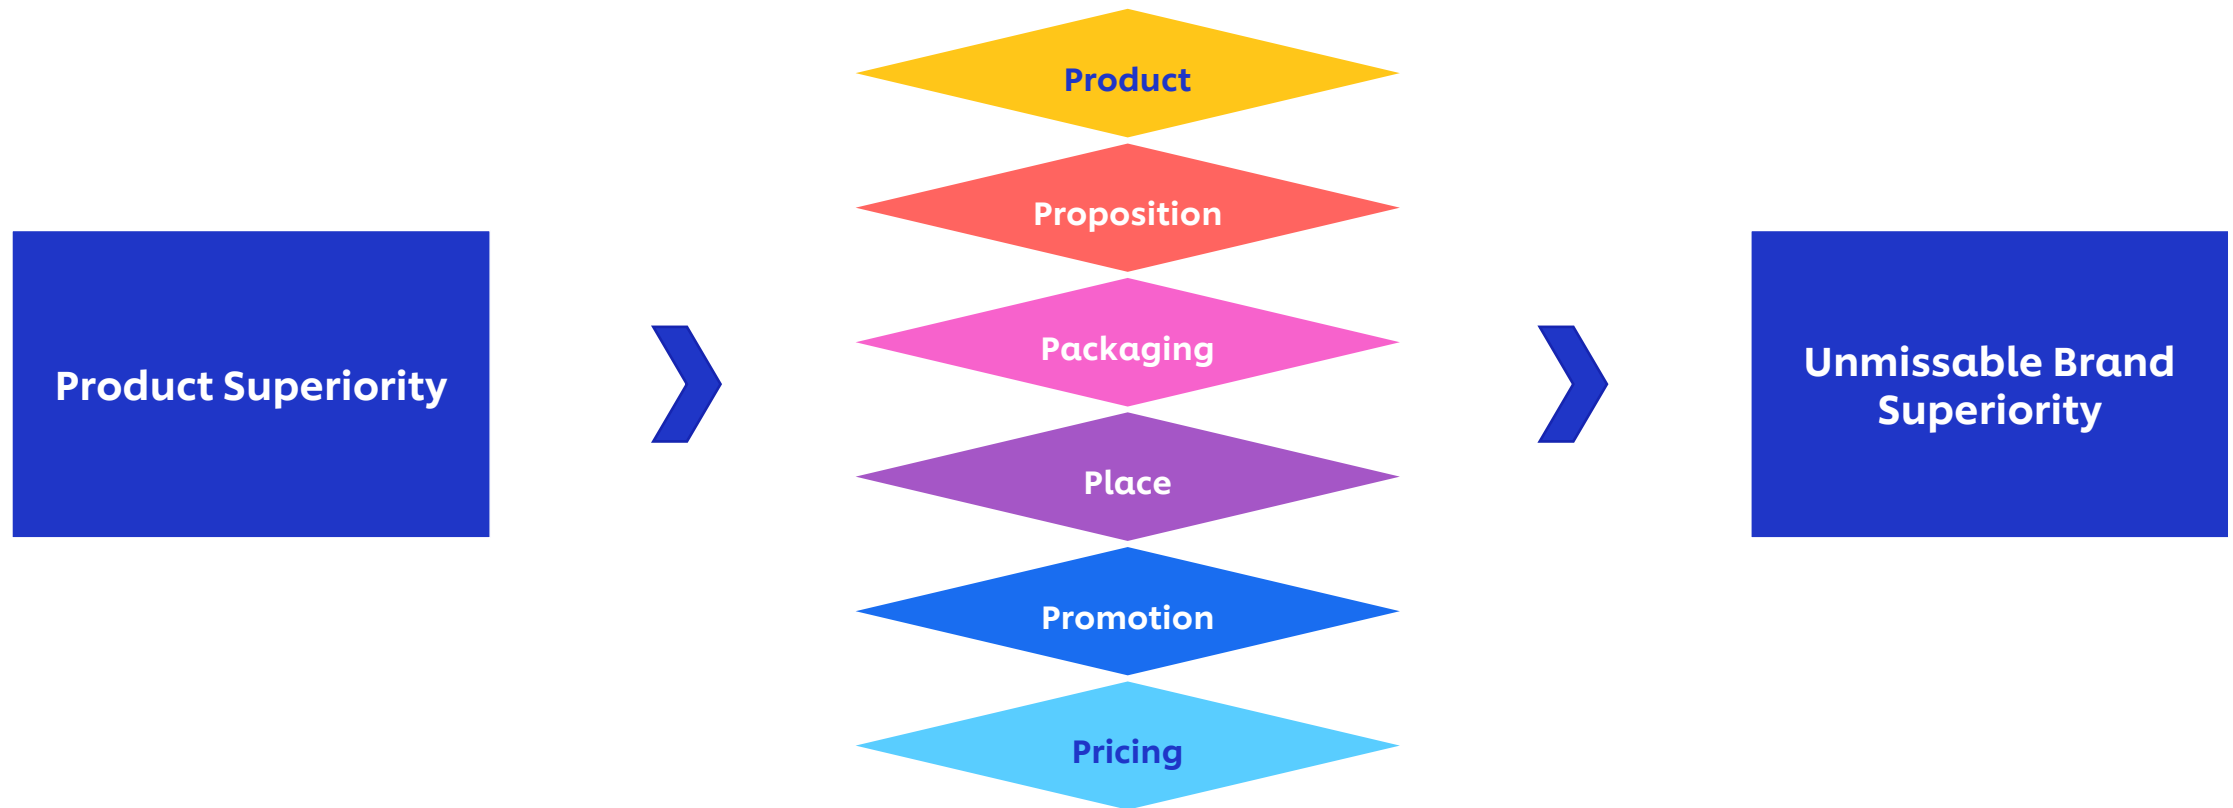 Product Superiority
Product
Proposition
Packaging
Place
Promotion
Pricing
Unmissable Brand
Superiority